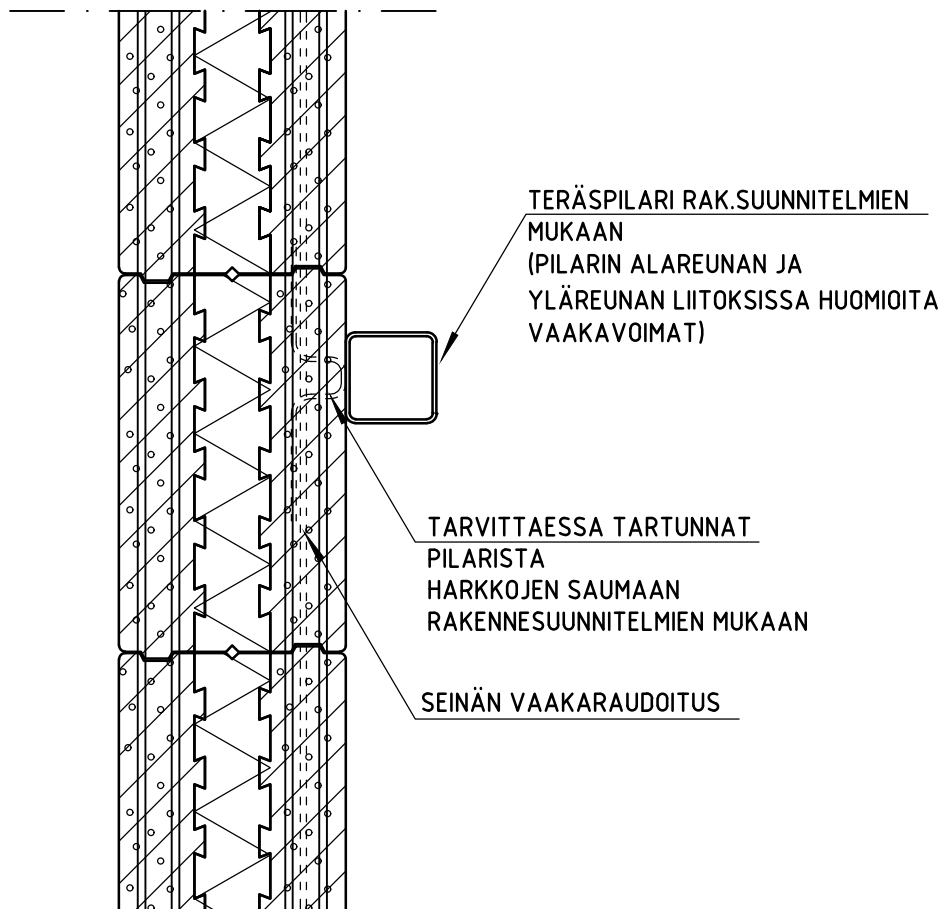 TERÄSPILARI RAK.SUUNNITELMIEN
MUKAAN
(PILARIN ALAREUNAN JA
YLÄREUNAN LIITOKSISSA HUOMIOITA
VAAKAVOIMAT)
TARVITTAESSA TARTUNNAT
PILARISTA
HARKKOJEN SAUMAAN
RAKENNESUUNNITELMIEN MUKAAN
SEINÄN VAAKARAUDOITUS